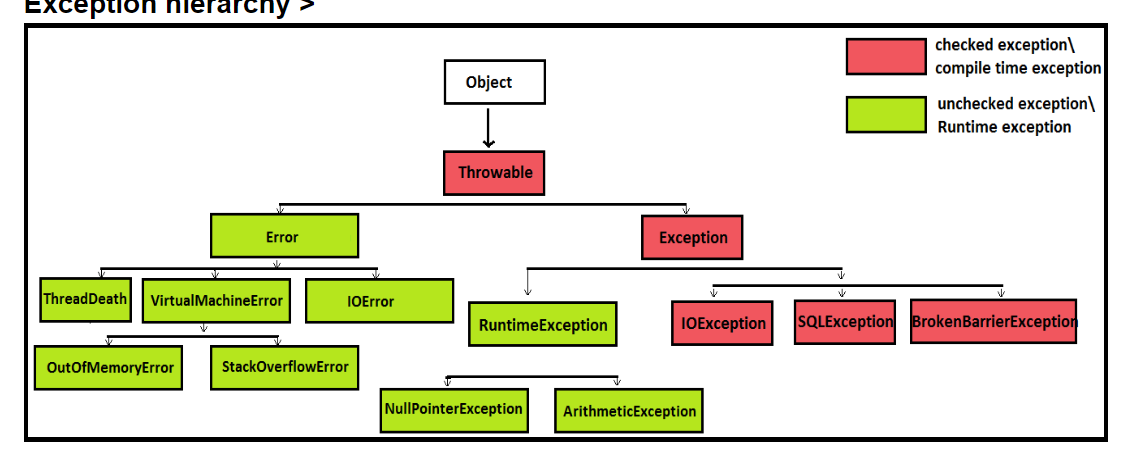 Exception hierarchy >
checked exception\
compile time exception
Object
unchecked exception\
Runtime exception
Throwable
Error
Exception
ThreadDeath
VirtualMachineError
IOError
RuntimeException
IOException
SQLException
BrokenBarrierException
OutOfMemoryError
StackOverflowError
NullPointerException
ArithmeticException